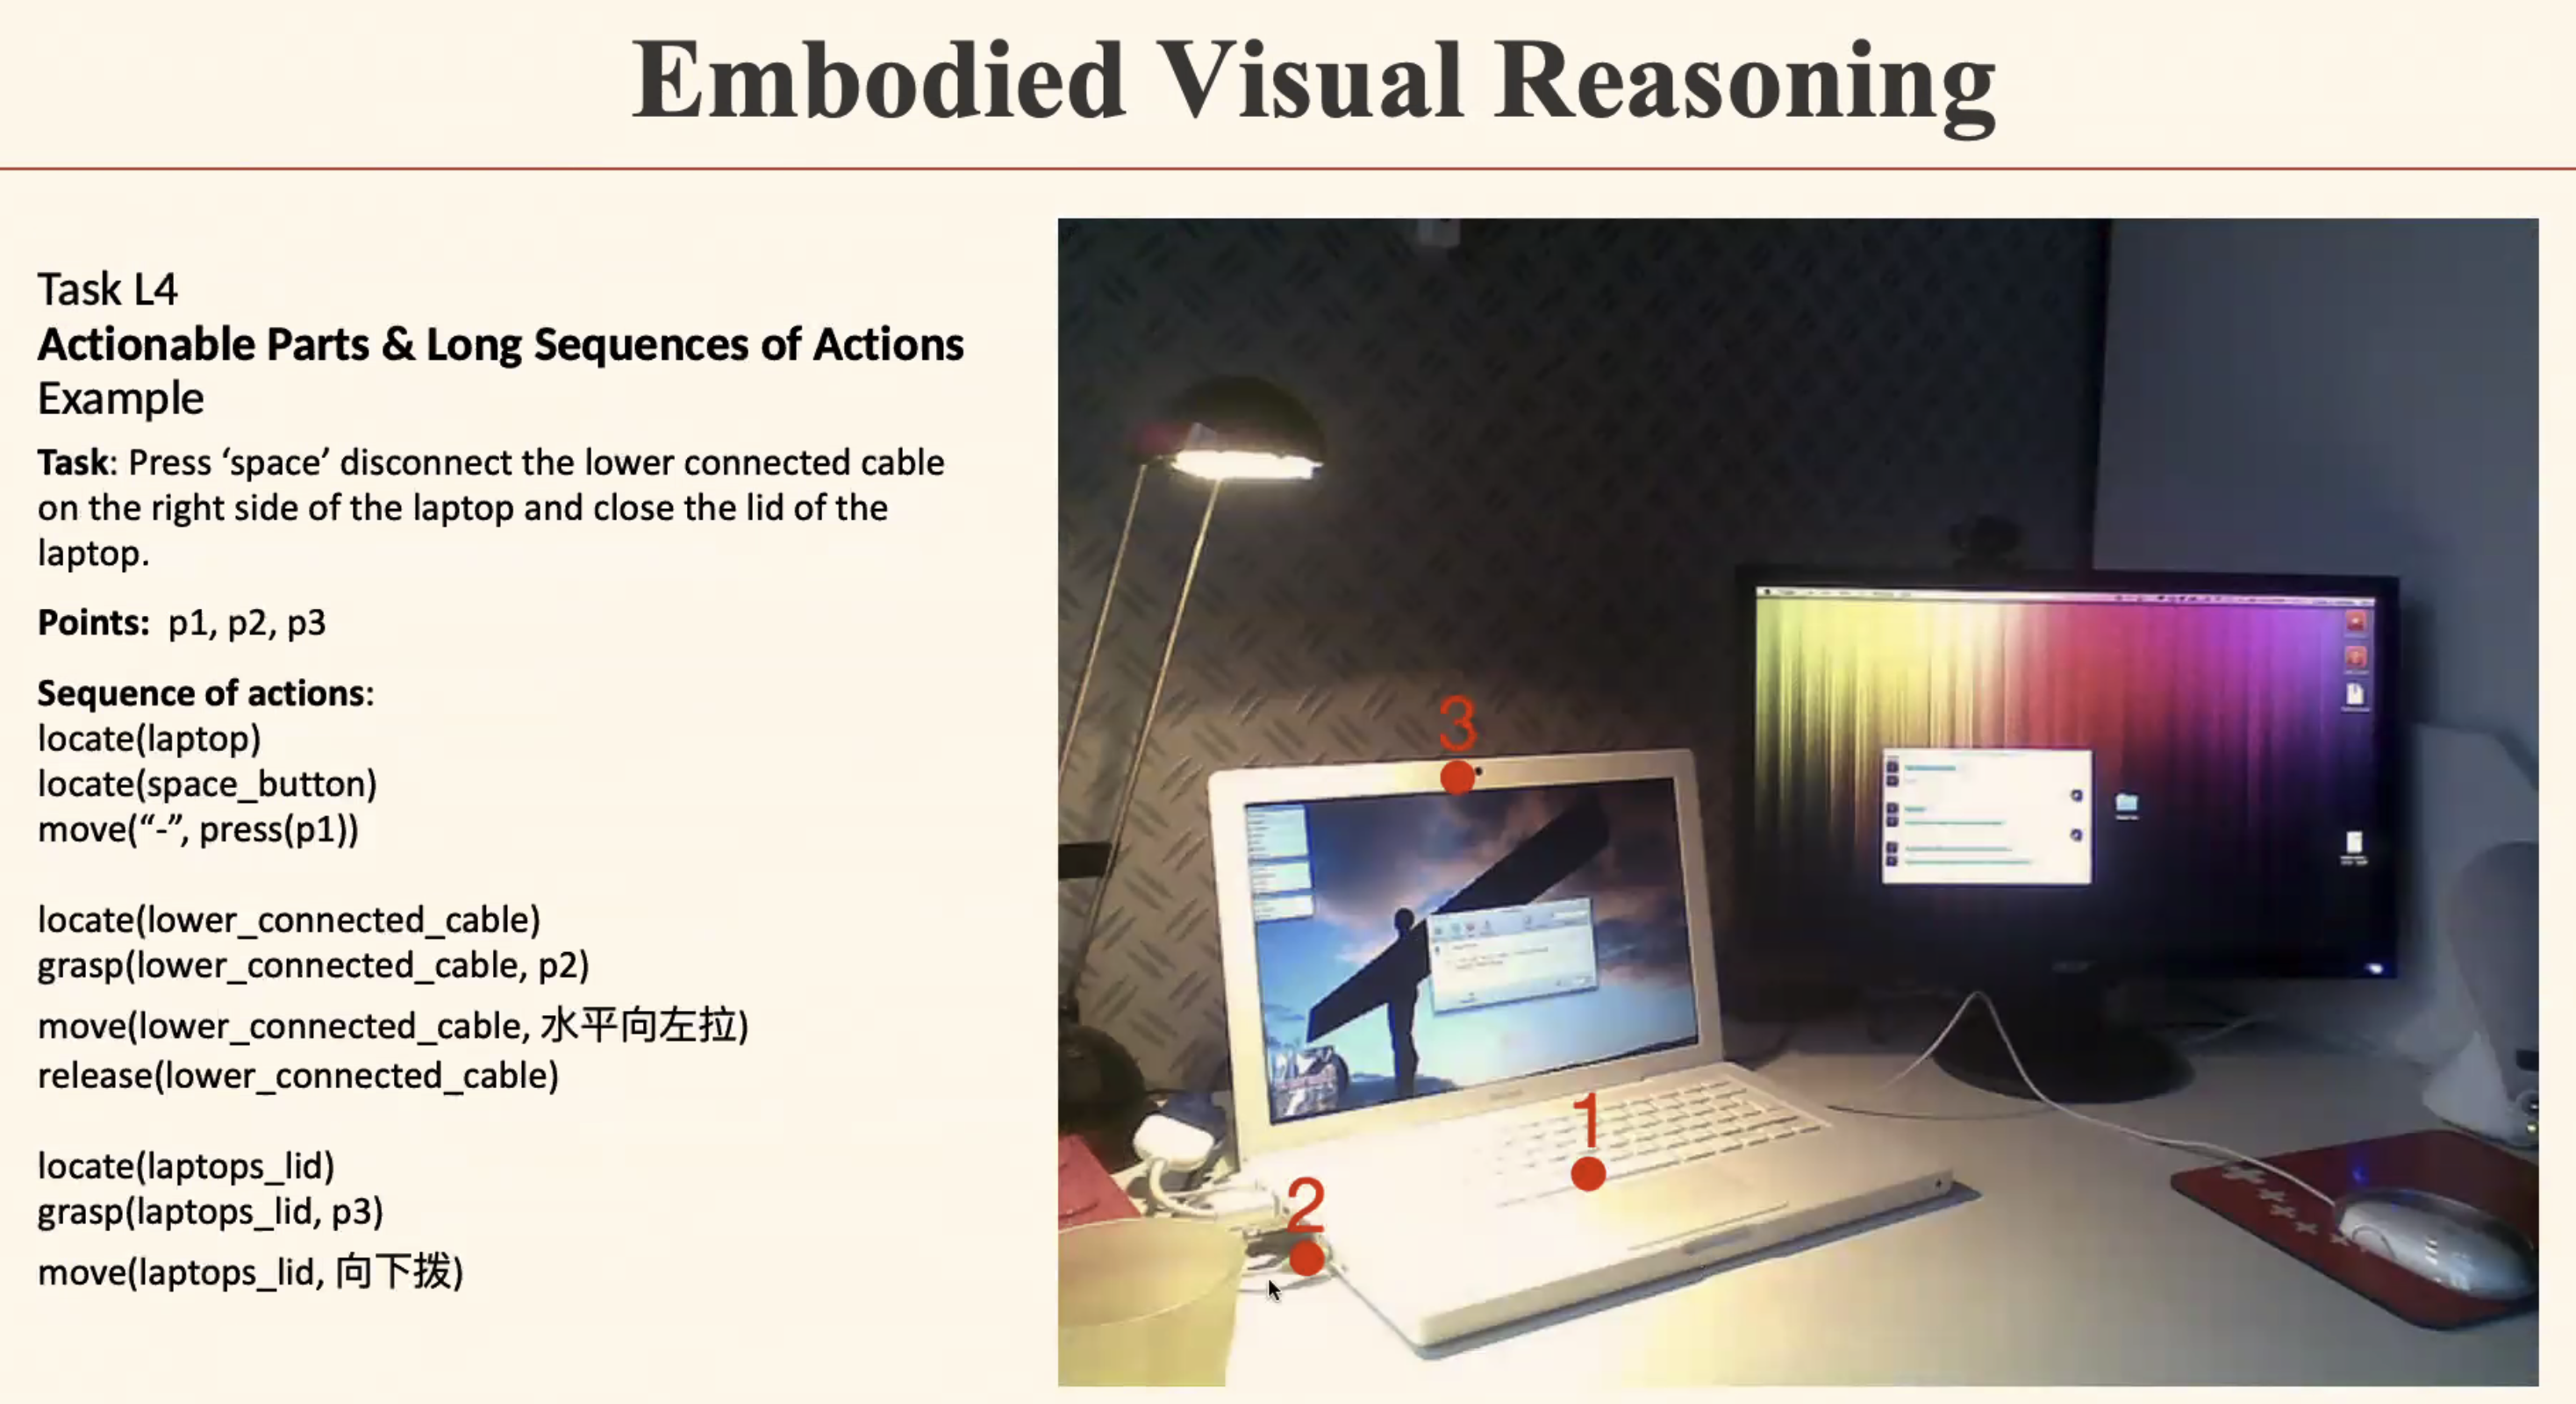 Embodied Visual Reasoning
Task L4
Actionable Parts & Long Sequences of Actions
Example
Task: Press ‘space’ disconnect the lower connected cable
on the right side of the laptop and close the lid of the
laptop.
Points: p1, p2, p3
Sequence of actions:
locate(laptop)
locate(space_button)
move(“-”, press(p1))
locate(lower_connected_cable)
grasp(lower_connected_cable, p2)
move(lower_connected_cable, 水平向左拉)
release(lower_connected_cable)
locate(laptops_lid)
grasp(laptops_lid, p3)
move(laptops_lid, 向下拨)
3
1
2